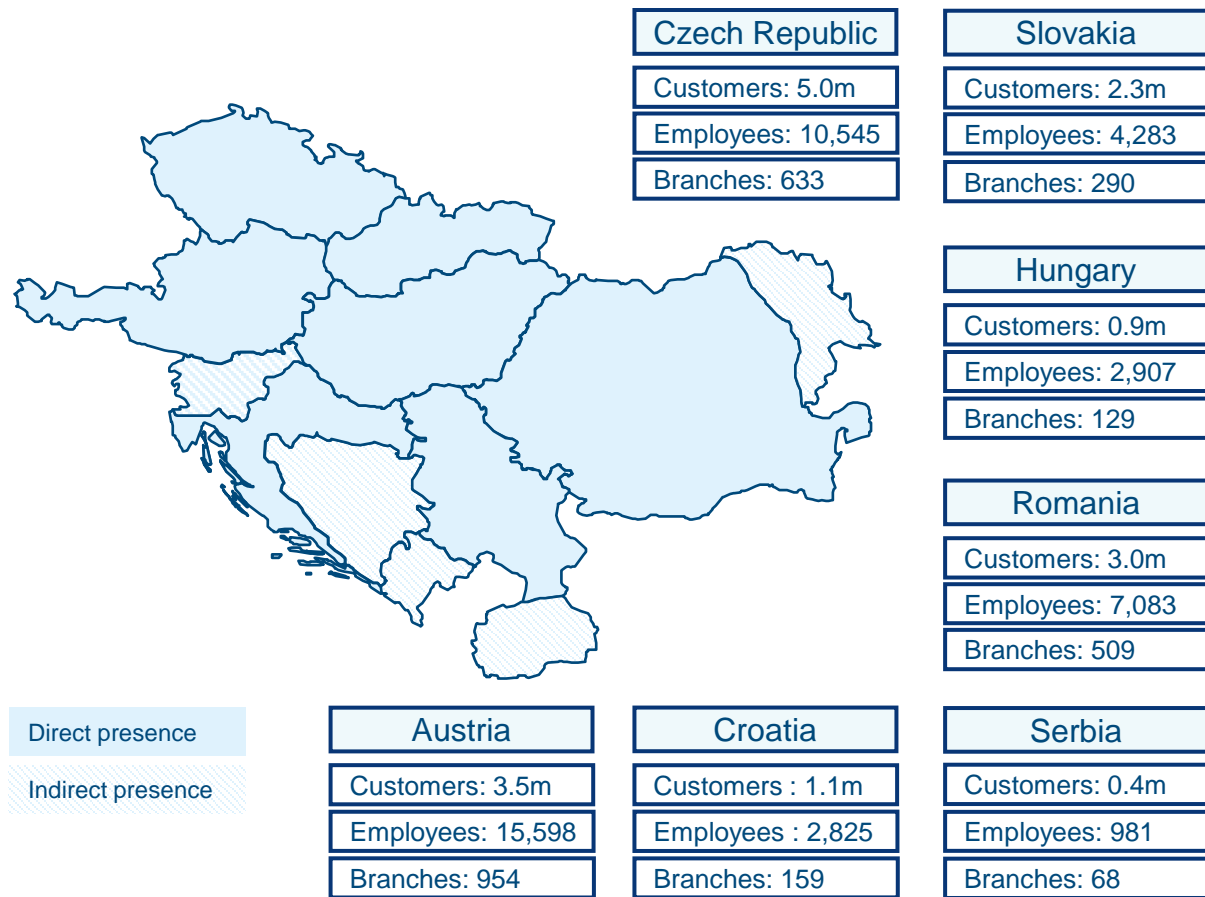 Czech Republic
Customers: 5.0m
Employees: 10,545
Branches: 633
Slovakia
Customers: 2.3m
Employees: 4,283
Branches: 290
Hungary
Customers: 0.9m
Employees: 2,907
Branches: 129
Romania
Customers: 3.0m
Employees: 7,083
Branches: 509
Direct presence
Indirect presence
Austria
Customers: 3.5m
Employees: 15,598
Branches: 954
Croatia
Customers : 1.1m
Employees : 2,825
Branches: 159
Serbia
Customers: 0.4m
Employees: 981
Branches: 68